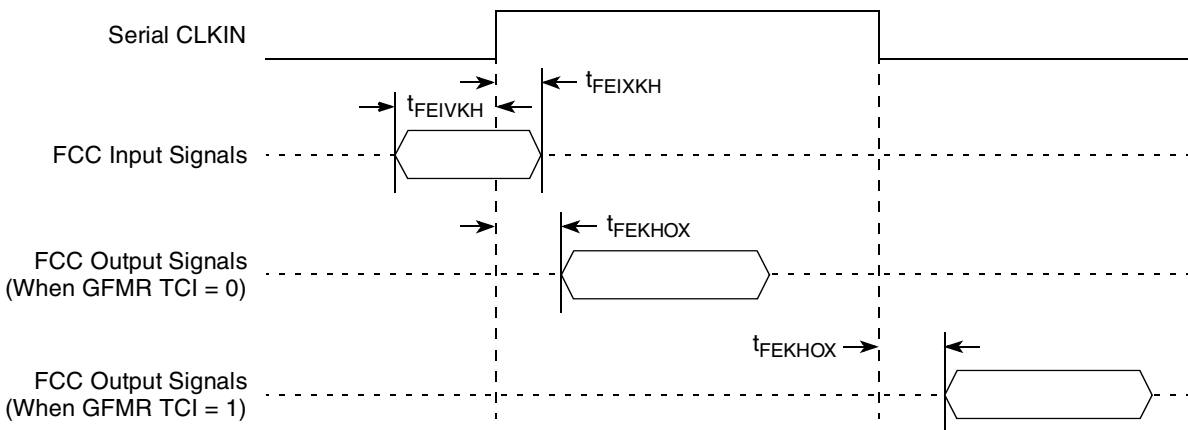 Serial CLKIN
tFEIXKH
tFEIVKH
FCC Input Signals
tFEKHOX
FCC Output Signals
(When GFMR TCI = 0)
tFEKHOX
FCC Output Signals
(When GFMR TCI = 1)